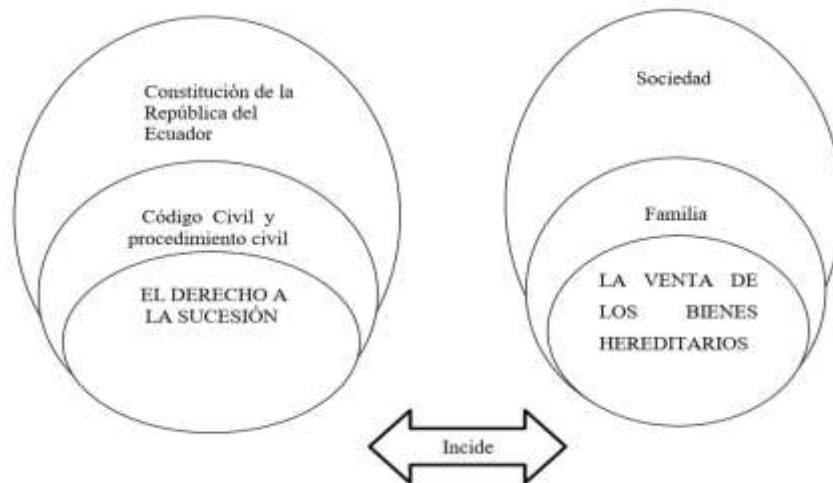 Constitución de la
República del
Ecuador
Código Civil y
procedimiento civil
EL DERECHO A
LA SUCESIÓN
Sociedad
Familia
LA VENTA DE
LOS BIENES
HEREDITARIOS
Incide